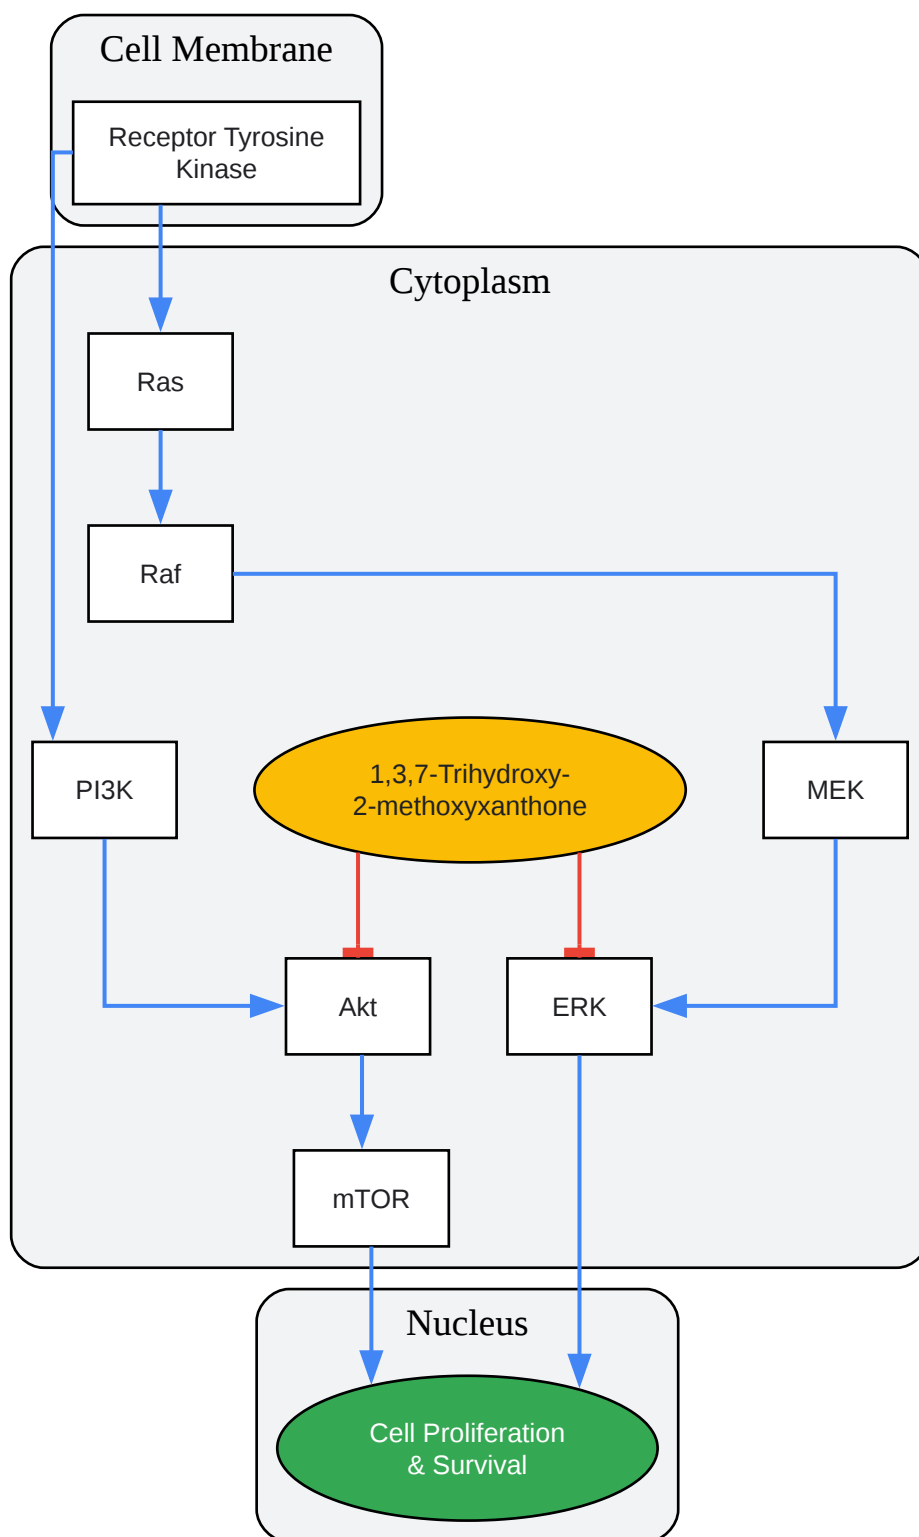 Cell Membrane
Receptor Tyrosine
Kinase
Cytoplasm
Ras
Raf
PI3K
1,3,7-Trihydroxy-
2-methoxyxanthone
MEK
Akt
ERK
mTOR
Nucleus
Cell Proliferation
& Survival